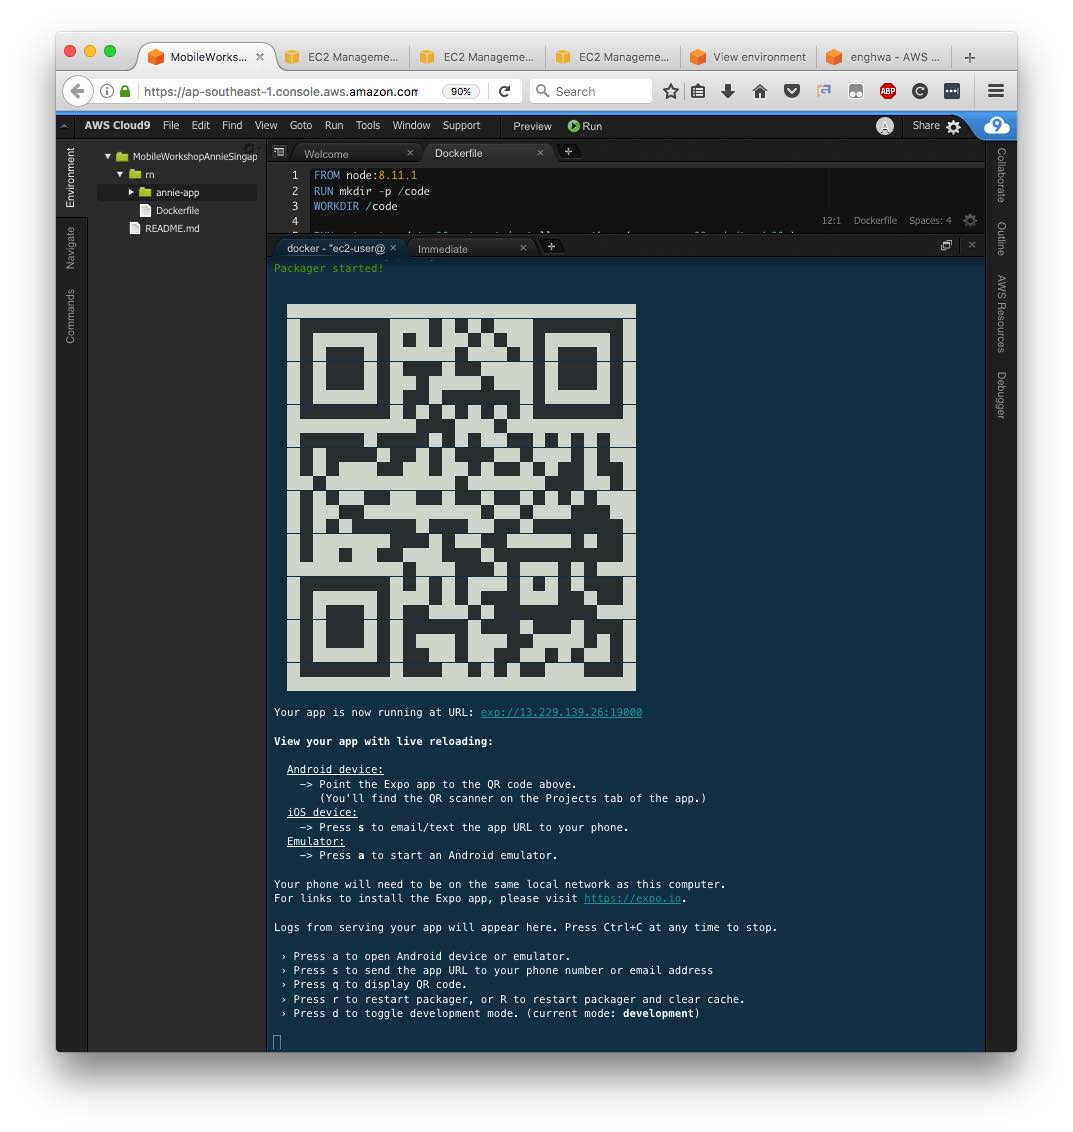 MobileWorks...
EC2 Manageme...
EC2 Manageme...
EC2 Manageme...
View environment
enghwa - AWS ...
https://ap-southeast-1.console.aws.amazon.com
90%
Search
ABP
AWS Cloud9 File Edit Find View Goto Run Tools Window Support Preview Run
A
Share
9
Environment
Navigate
Commands
MobileWorkshopAnnieSingap
rn
annie-app
Dockerfile
README.md
Welcome
Dockerfile
1 FROM node:8.11.1
2 RUN mkdir -p /code
3 WORKDIR /code
4
12:1 Dockerfile Spaces: 4
Collaborate
Outline
AWS Resources
Debugger
docker - "ec2-user@
Immediate
Packager started!
Your app is now running at URL: exp://13.229.139.26:19000
View your app with live reloading:
Android device:
-> Point the Expo app to the QR code above.
(You'll find the QR scanner on the Projects tab of the app.)
iOS device:
-> Press s to email/text the app URL to your phone.
Emulator:
-> Press a to start an Android emulator.
Your phone will need to be on the same local network as this computer.
For links to install the Expo app, please visit https://expo.io.
Logs from serving your app will appear here. Press Ctrl+C at any time to stop.
› Press a to open Android device or emulator.
› Press s to send the app URL to your phone number or email address
› Press q to display QR code.
› Press r to restart packager, or R to restart packager and clear cache.
› Press d to toggle development mode. (current mode: development)